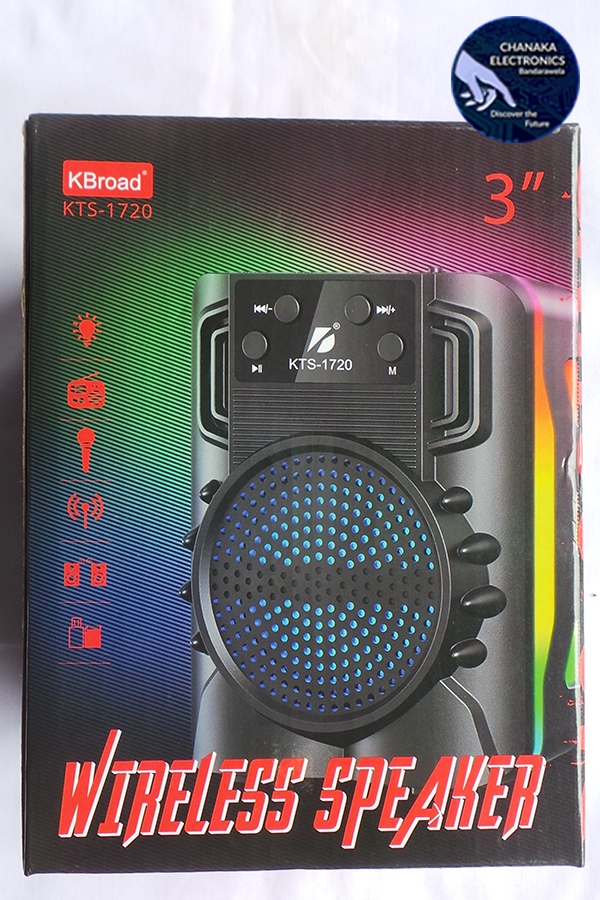 CHANAKA
ELECTRONICS
Bandarawela
Discover the
Future
KBroad®
KTS-1720
3”
®
KTS-1720
M
WIRELESS SPEAKER